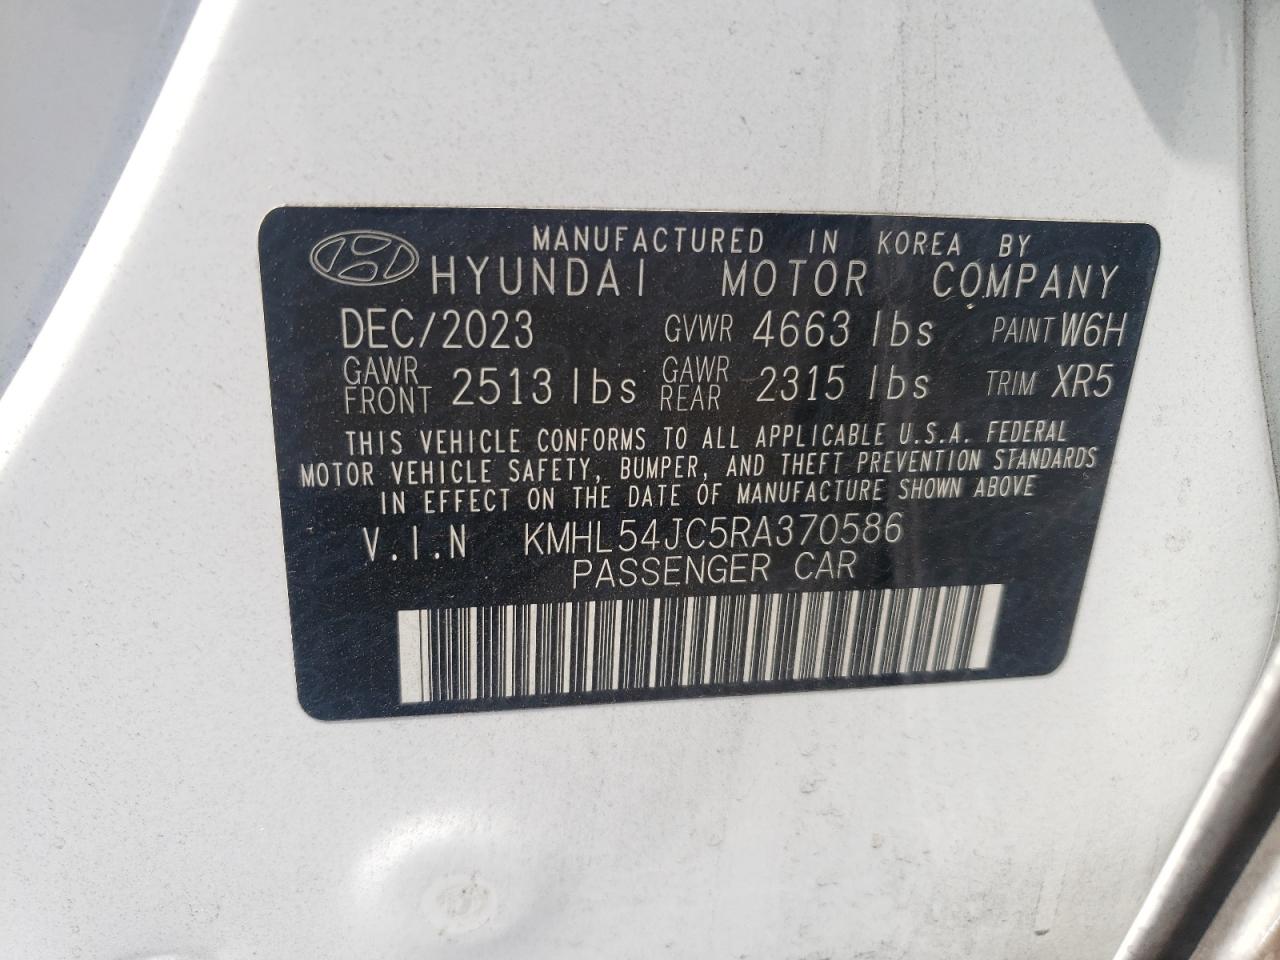 MANUFACTURED IN KOREA BY
HYUNDAI MOTOR COMPANY
DEC/2023 GVWR 4663 lbs PAINT W6H
GAWR FRONT 2513 lbs GAWR REAR 2315 lbs TRIM XR5
THIS VEHICLE CONFORMS TO ALL APPLICABLE U.S.A. FEDERAL
MOTOR VEHICLE SAFETY, BUMPER, AND THEFT PREVENTION STANDARDS
IN EFFECT ON THE DATE OF MANUFACTURE SHOWN ABOVE
V.I.N KMHL54JC5RA370586
PASSENGER CAR